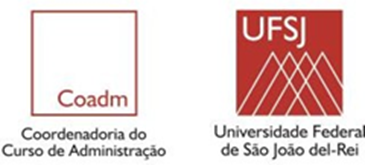 Coadm
Coordenadoria do
Curso de Administração
UFSJ
Universidade Federal
de São João del-Rei